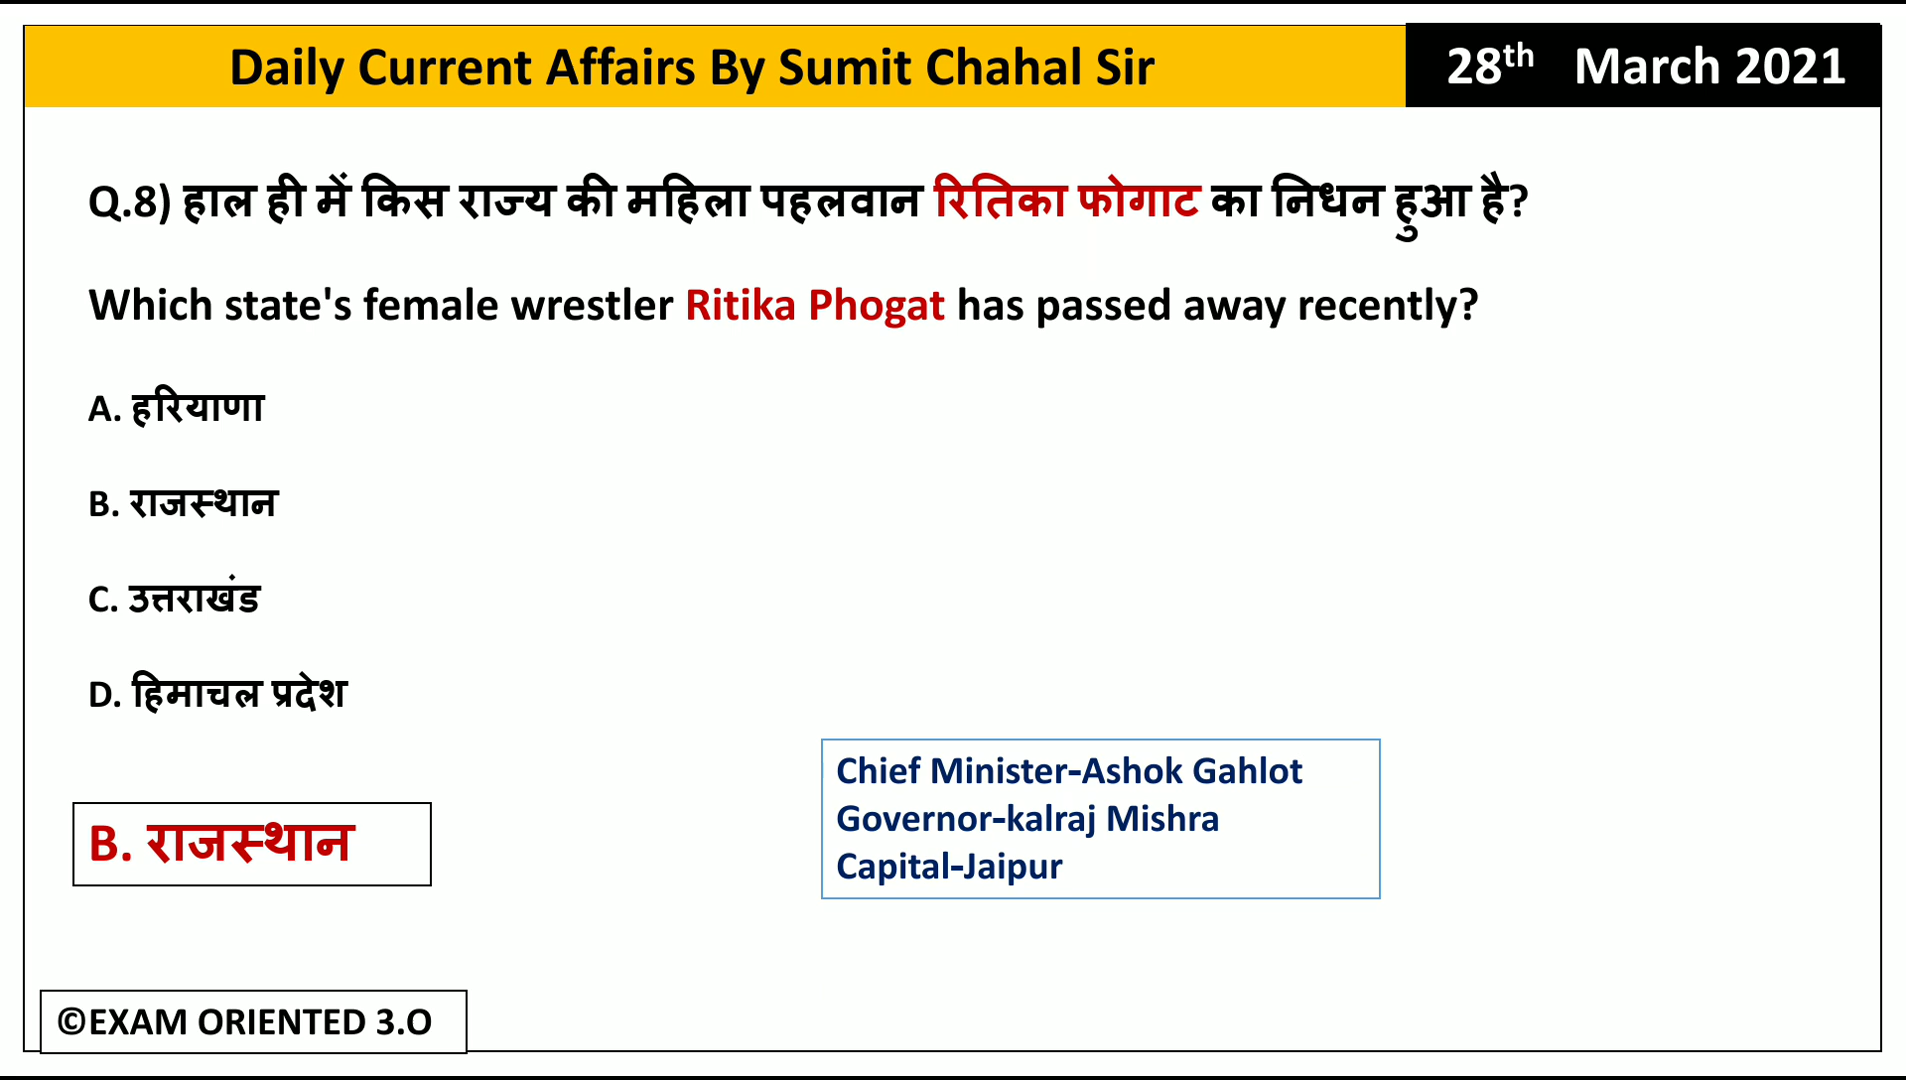 Daily Current Affairs By Sumit Chahal Sir
28th March 2021
Q.8) हाल ही में किस राज्य की महिला पहलवान रितिका फोगाट का निधन हुआ है?
Which state's female wrestler Ritika Phogat has passed away recently?
A. हरियाणा
B. राजस्थान
C. उत्तराखंड
D. हिमाचल प्रदेश
B. राजस्थान
Chief Minister-Ashok Gahlot
Governor-kalraj Mishra
Capital-Jaipur
©EXAM ORIENTED 3.O